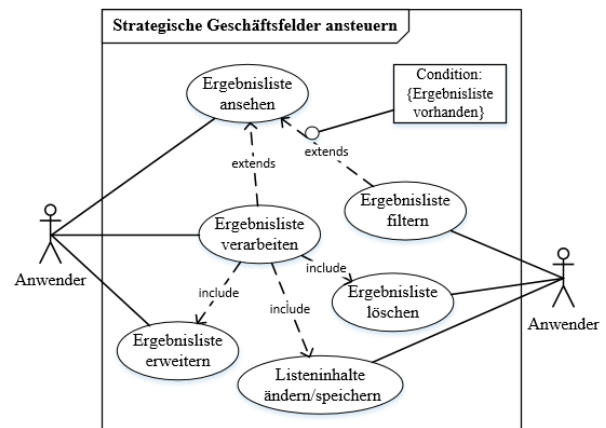 Strategische Geschäftsfelder ansteuern
Ergebnisliste
ansehen
Condition:
{Ergebnisliste
vorhanden}
extends
extends
Ergebnisliste
verarbeiten
Ergebnisliste
filtern
Anwender
include
include
include
Ergebnisliste
löschen
Anwender
Ergebnisliste
erweitern
Listeninhalte
ändern/speichern